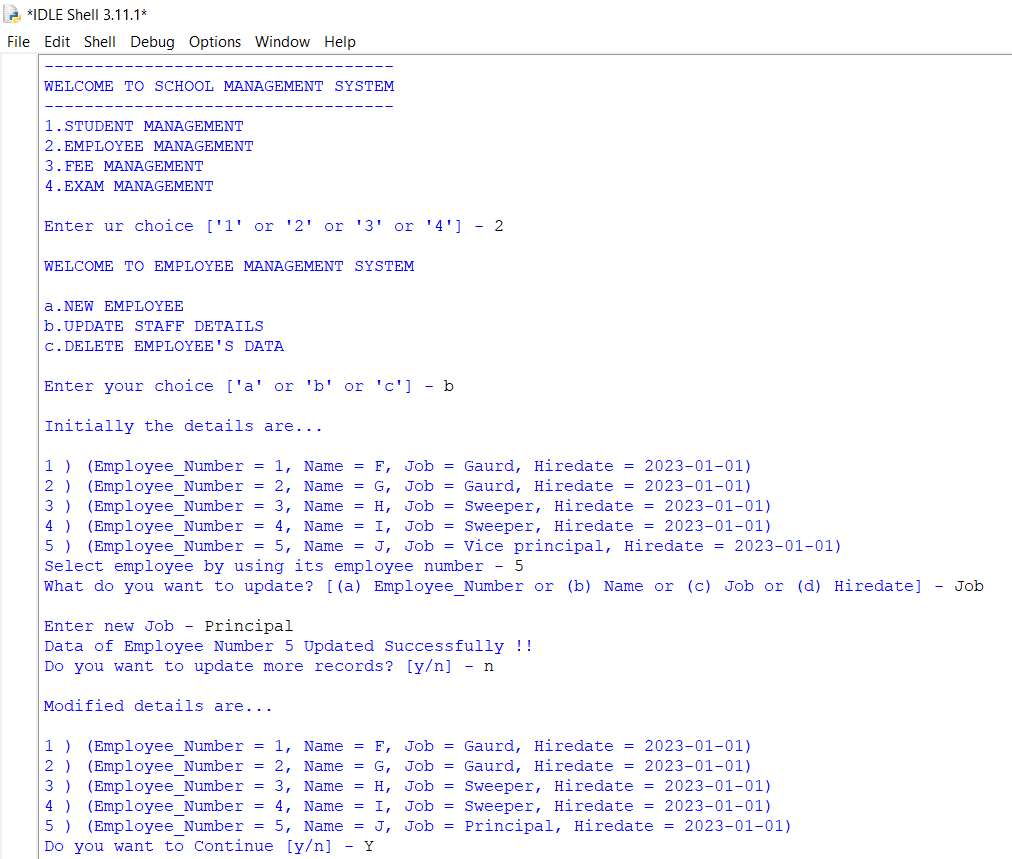 *IDLE Shell 3.11.1*
File Edit Shell Debug Options Window Help
-----------------------------------
WELCOME TO SCHOOL MANAGEMENT SYSTEM
-----------------------------------
1.STUDENT MANAGEMENT
2.EMPLOYEE MANAGEMENT
3.FEE MANAGEMENT
4.EXAM MANAGEMENT
Enter ur choice ['1' or '2' or '3' or '4'] - 2
WELCOME TO EMPLOYEE MANAGEMENT SYSTEM
a.NEW EMPLOYEE
b.UPDATE STAFF DETAILS
c.DELETE EMPLOYEE'S DATA
Enter your choice ['a' or 'b' or 'c'] - b
Initially the details are...
1 ) (Employee_Number = 1, Name = F, Job = Gaurd, Hiredate = 2023-01-01)
2 ) (Employee_Number = 2, Name = G, Job = Gaurd, Hiredate = 2023-01-01)
3 ) (Employee_Number = 3, Name = H, Job = Sweeper, Hiredate = 2023-01-01)
4 ) (Employee_Number = 4, Name = I, Job = Sweeper, Hiredate = 2023-01-01)
5 ) (Employee_Number = 5, Name = J, Job = Vice principal, Hiredate = 2023-01-01)
Select employee by using its employee number - 5
What do you want to update? [(a) Employee_Number or (b) Name or (c) Job or (d) Hiredate] - Job
Enter new Job - Principal
Data of Employee Number 5 Updated Successfully !!
Do you want to update more records? [y/n] - n
Modified details are...
1 ) (Employee_Number = 1, Name = F, Job = Gaurd, Hiredate = 2023-01-01)
2 ) (Employee_Number = 2, Name = G, Job = Gaurd, Hiredate = 2023-01-01)
3 ) (Employee_Number = 3, Name = H, Job = Sweeper, Hiredate = 2023-01-01)
4 ) (Employee_Number = 4, Name = I, Job = Sweeper, Hiredate = 2023-01-01)
5 ) (Employee_Number = 5, Name = J, Job = Principal, Hiredate = 2023-01-01)
Do you want to Continue [y/n] - Y